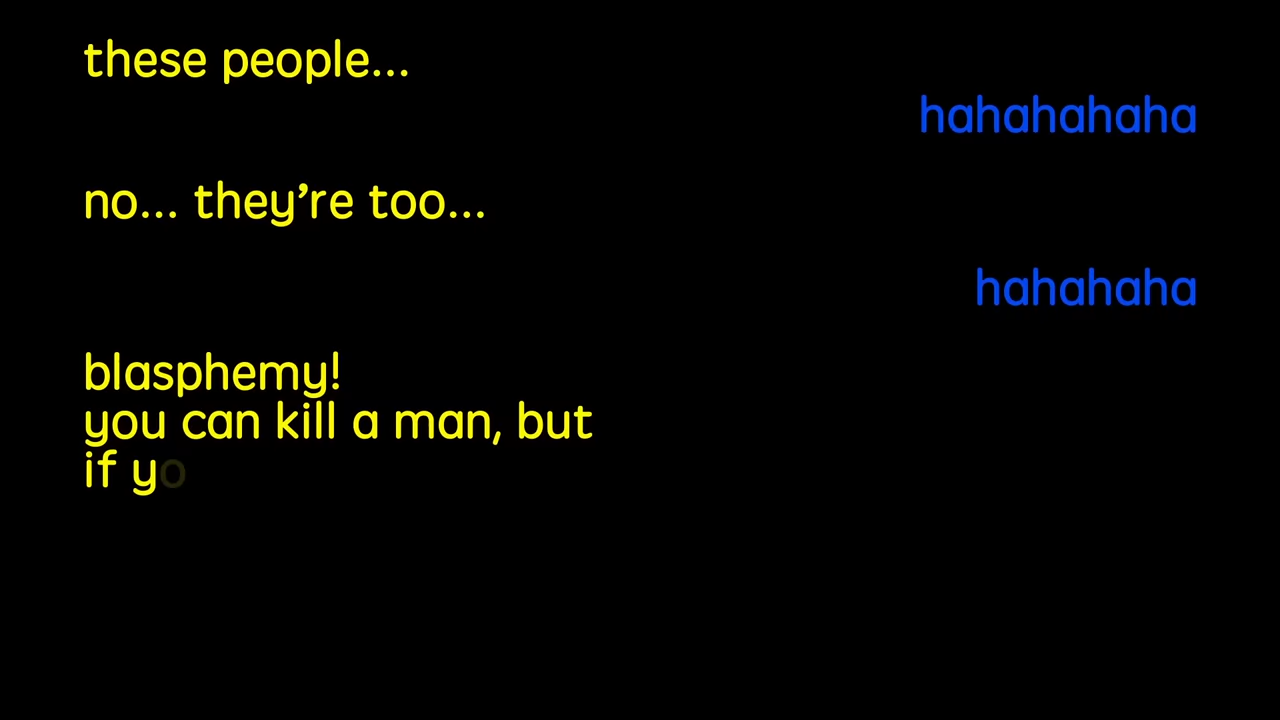 these people...
hahahahaha
no... they’re too...
hahahaha
blasphemy!
you can kill a man, but
if yo